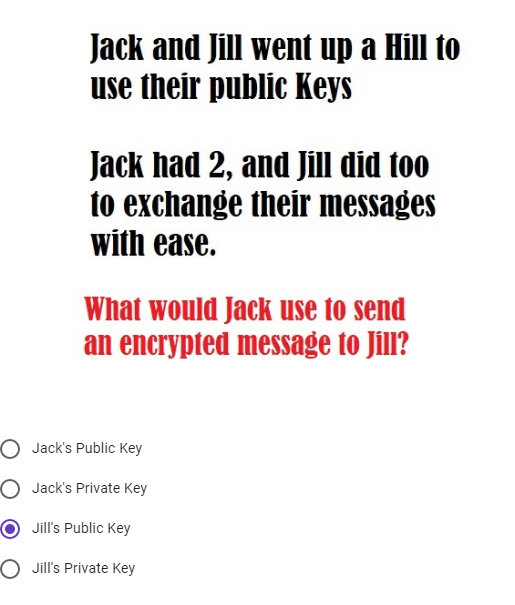 Jack and Jill went up a Hill to
use their public Keys
Jack had 2, and Jill did too
to exchange their messages
with ease.
What would Jack use to send
an encrypted message to Jill?
Jack's Public Key
Jack's Private Key
Jill's Public Key
Jill's Private Key